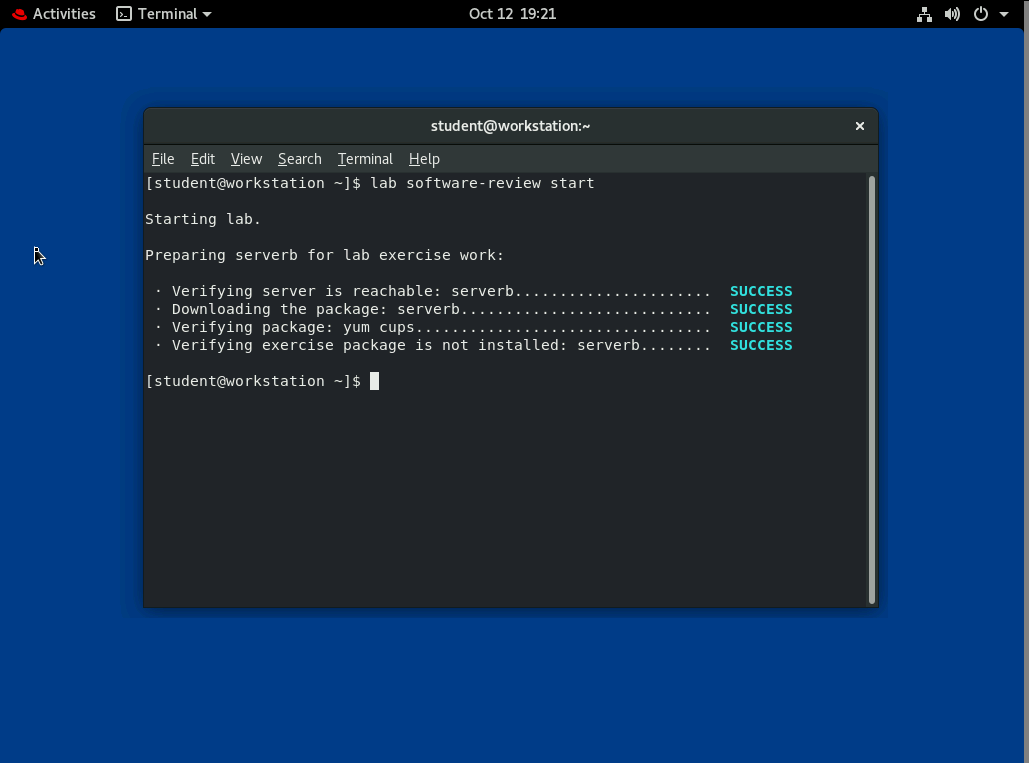 Activities Terminal Oct 12 19:21
student@workstation:~
File Edit View Search Terminal Help
[student@workstation ~]$ lab software-review start
Starting lab.
Preparing serverb for lab exercise work:
· Verifying server is reachable: serverb...................... SUCCESS
· Downloading the package: serverb............................ SUCCESS
· Verifying package: yum cups................................. SUCCESS
· Verifying exercise package is not installed: serverb........ SUCCESS
[student@workstation ~]$